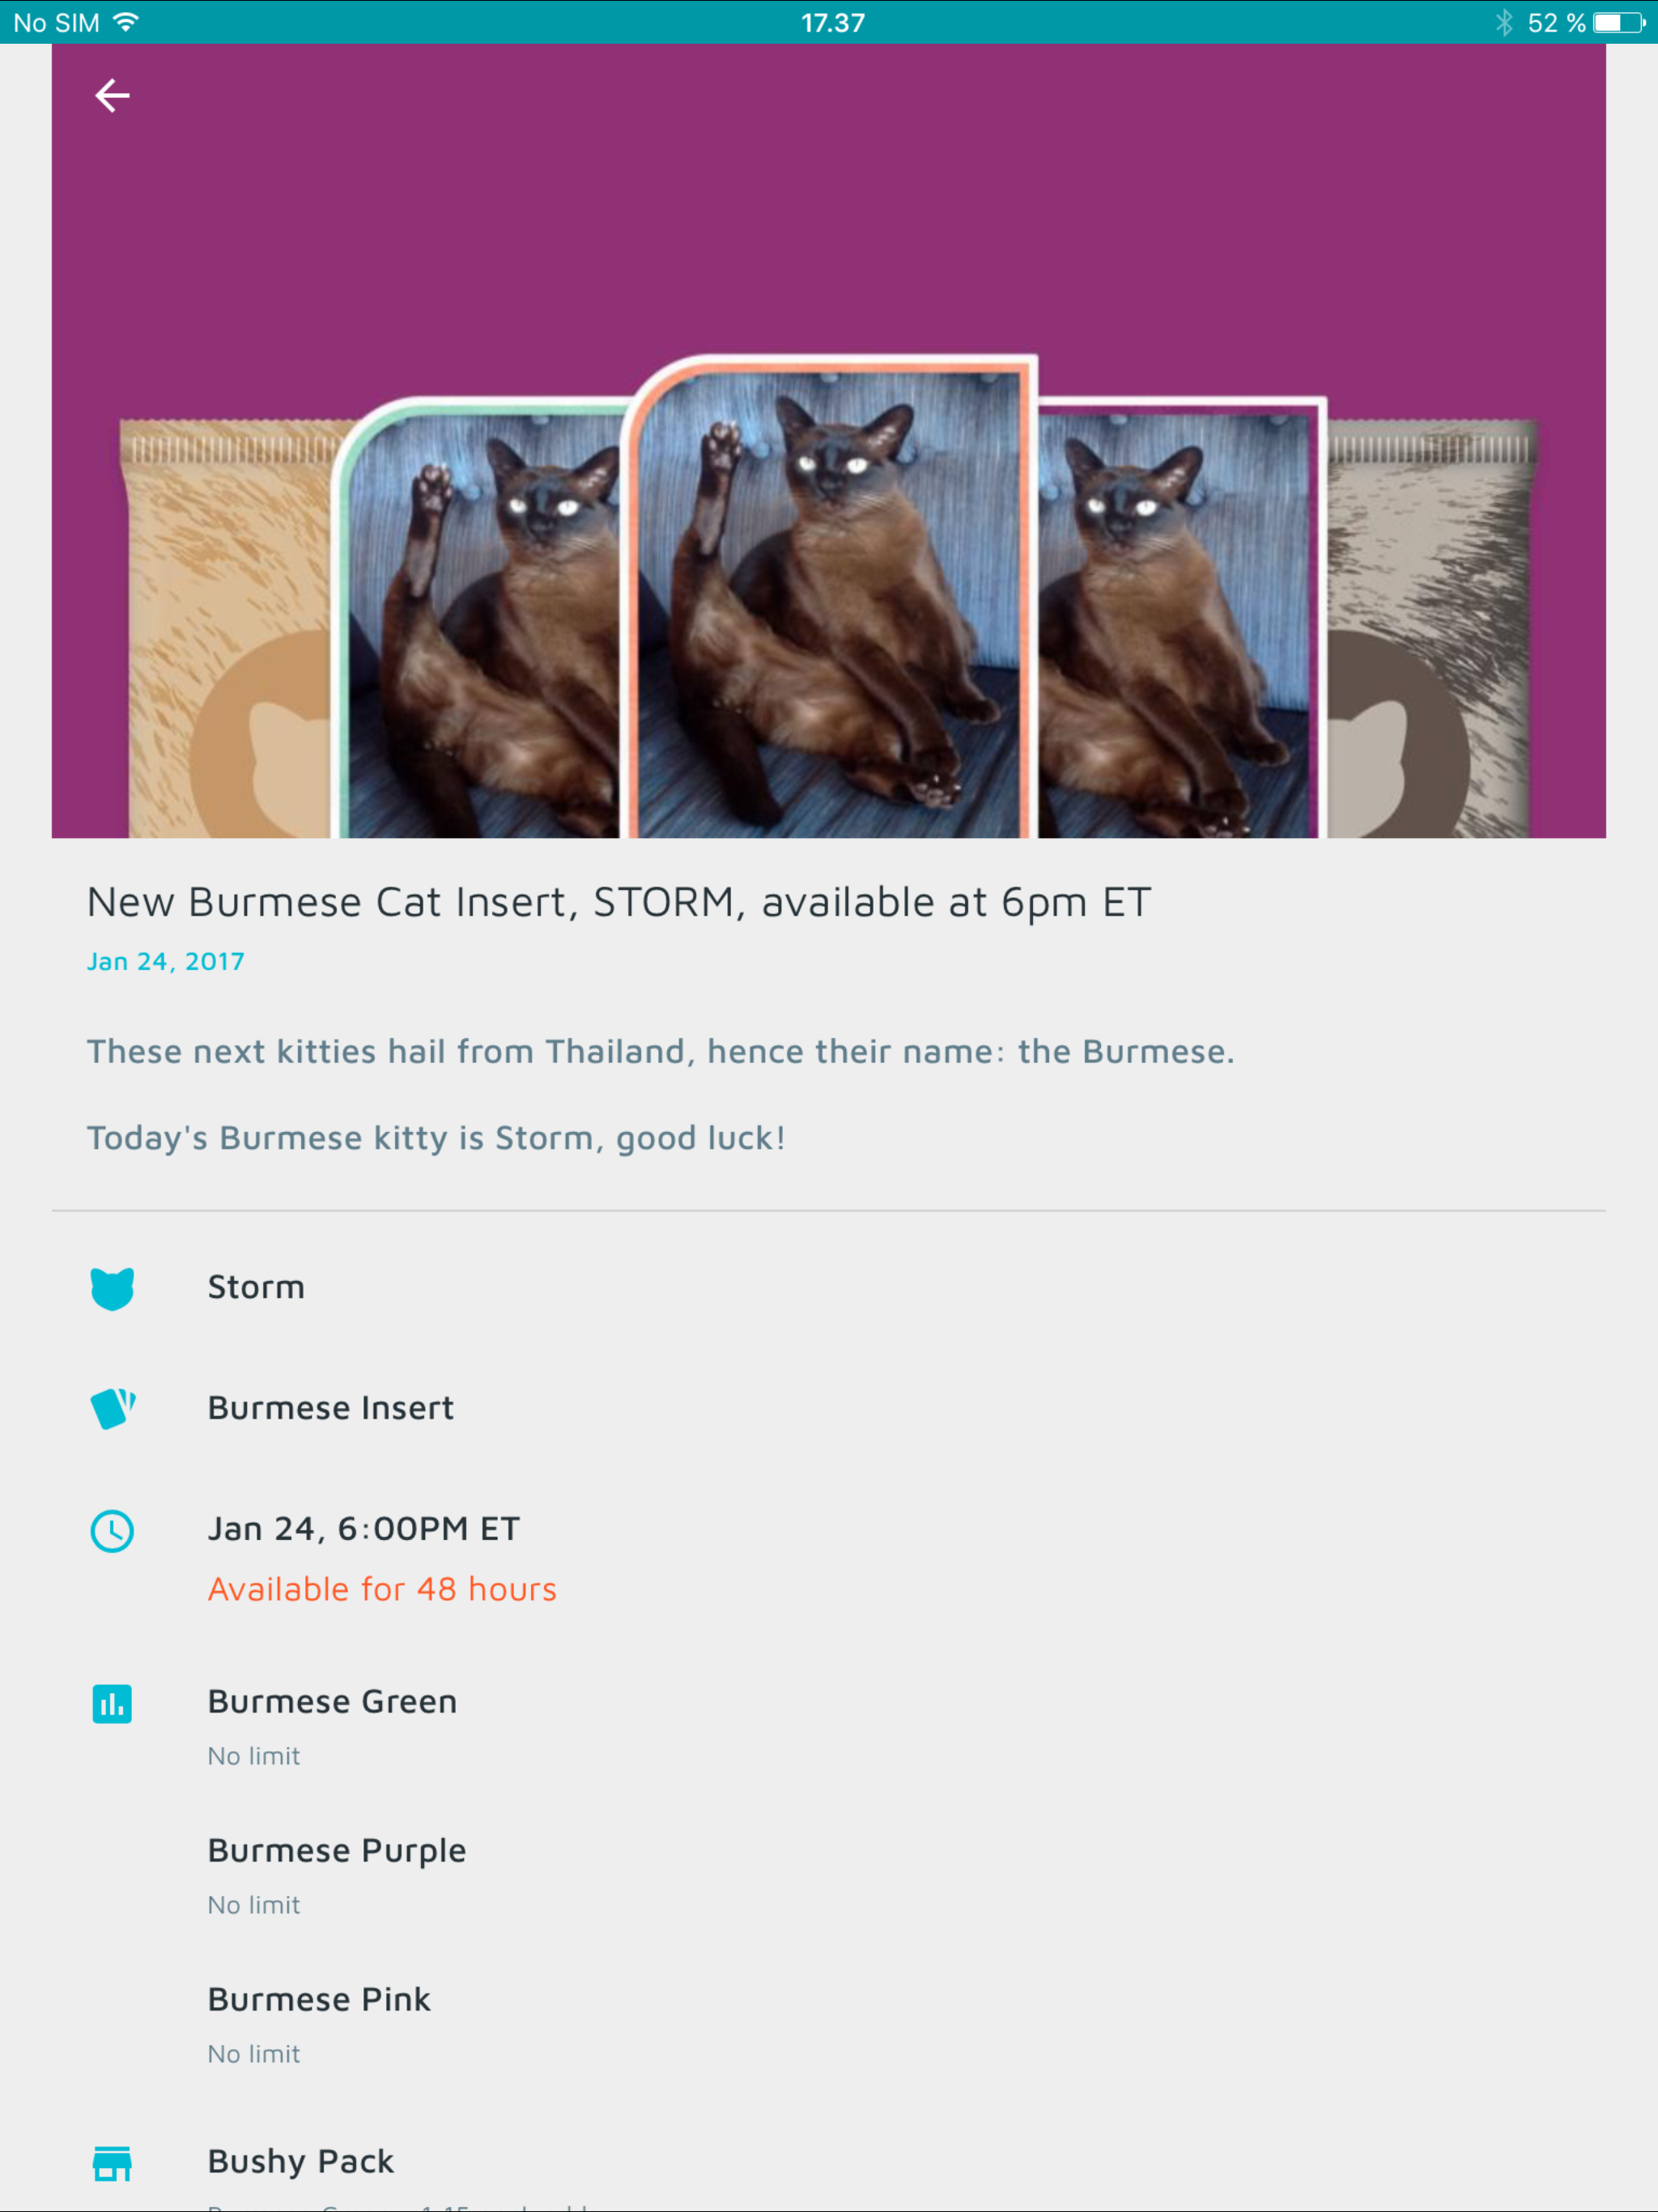 No SIM 17.37 52 %
New Burmese Cat Insert, STORM, available at 6pm ET
Jan 24, 2017
These next kitties hail from Thailand, hence their name: the Burmese.
Today's Burmese kitty is Storm, good luck!
Storm
Burmese Insert
Jan 24, 6:00PM ET
Available for 48 hours
Burmese Green
No limit
Burmese Purple
No limit
Burmese Pink
No limit
Bushy Pack